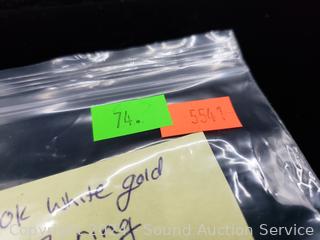 74.
5541
0k white gold
ring
Sound Auction Service